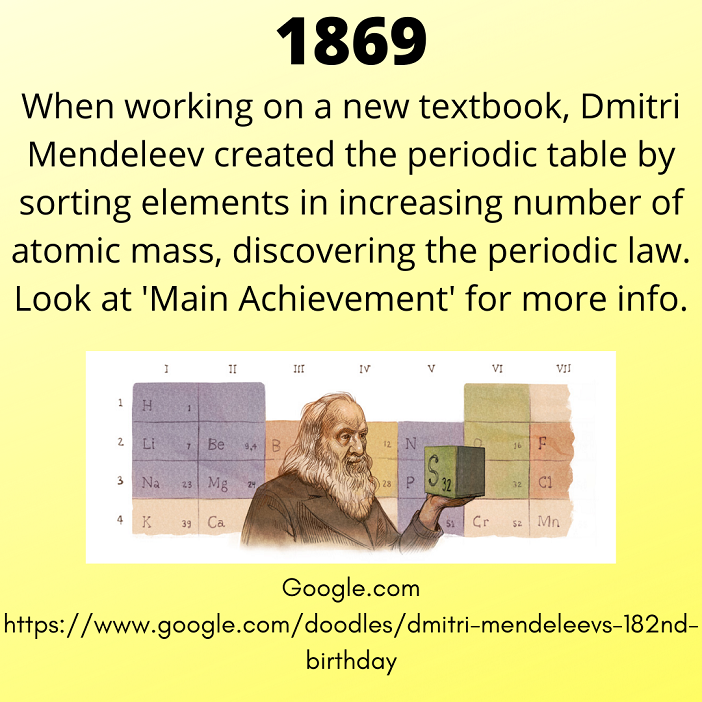 1869
When working on a new textbook, Dmitri
Mendeleev created the periodic table by
sorting elements in increasing number of
atomic mass, discovering the periodic law.
Look at 'Main Achievement' for more info.
I II III IV V VI VII
1 H 1
2 Li 7 Be 9,4 B 12 N O 16 F
3 Na 23 Mg 24 28 P S 32 32 Cl
4 K 39 Ca 51 Cr 52 Mn
Google.com
https://www.google.com/doodles/dmitri-mendeleevs-182nd-
birthday